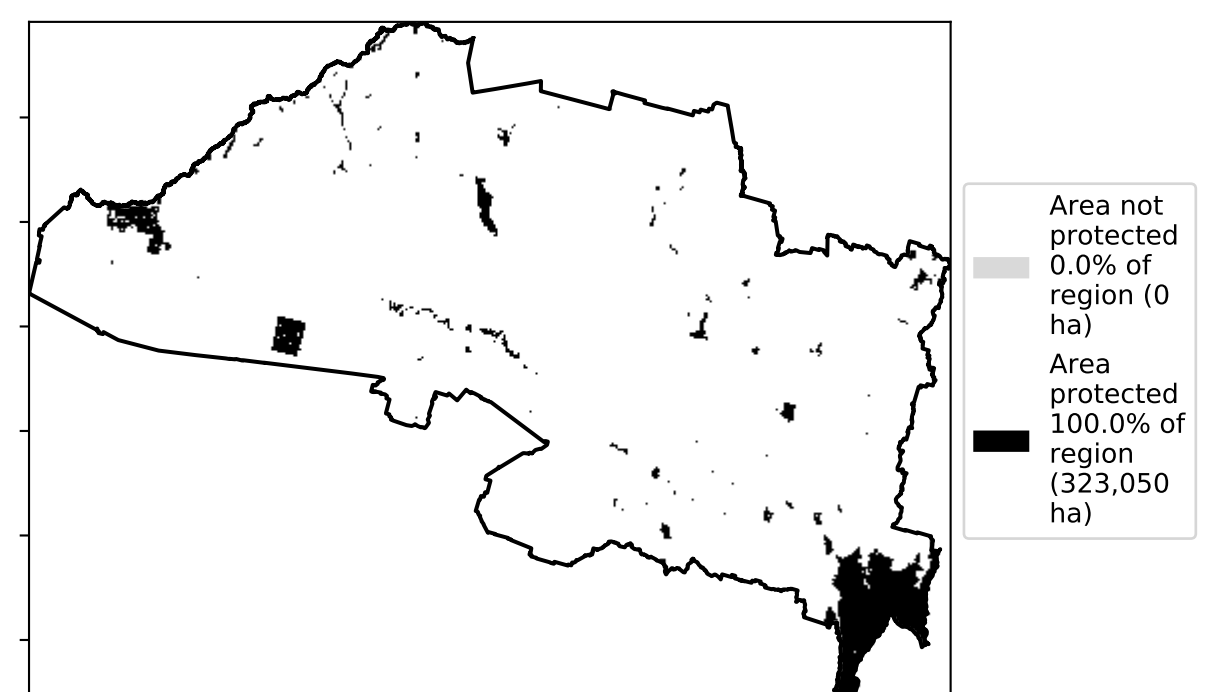 Area not
protected
0.0% of
region (0
ha)
Area
protected
100.0% of
region
(323,050
ha)